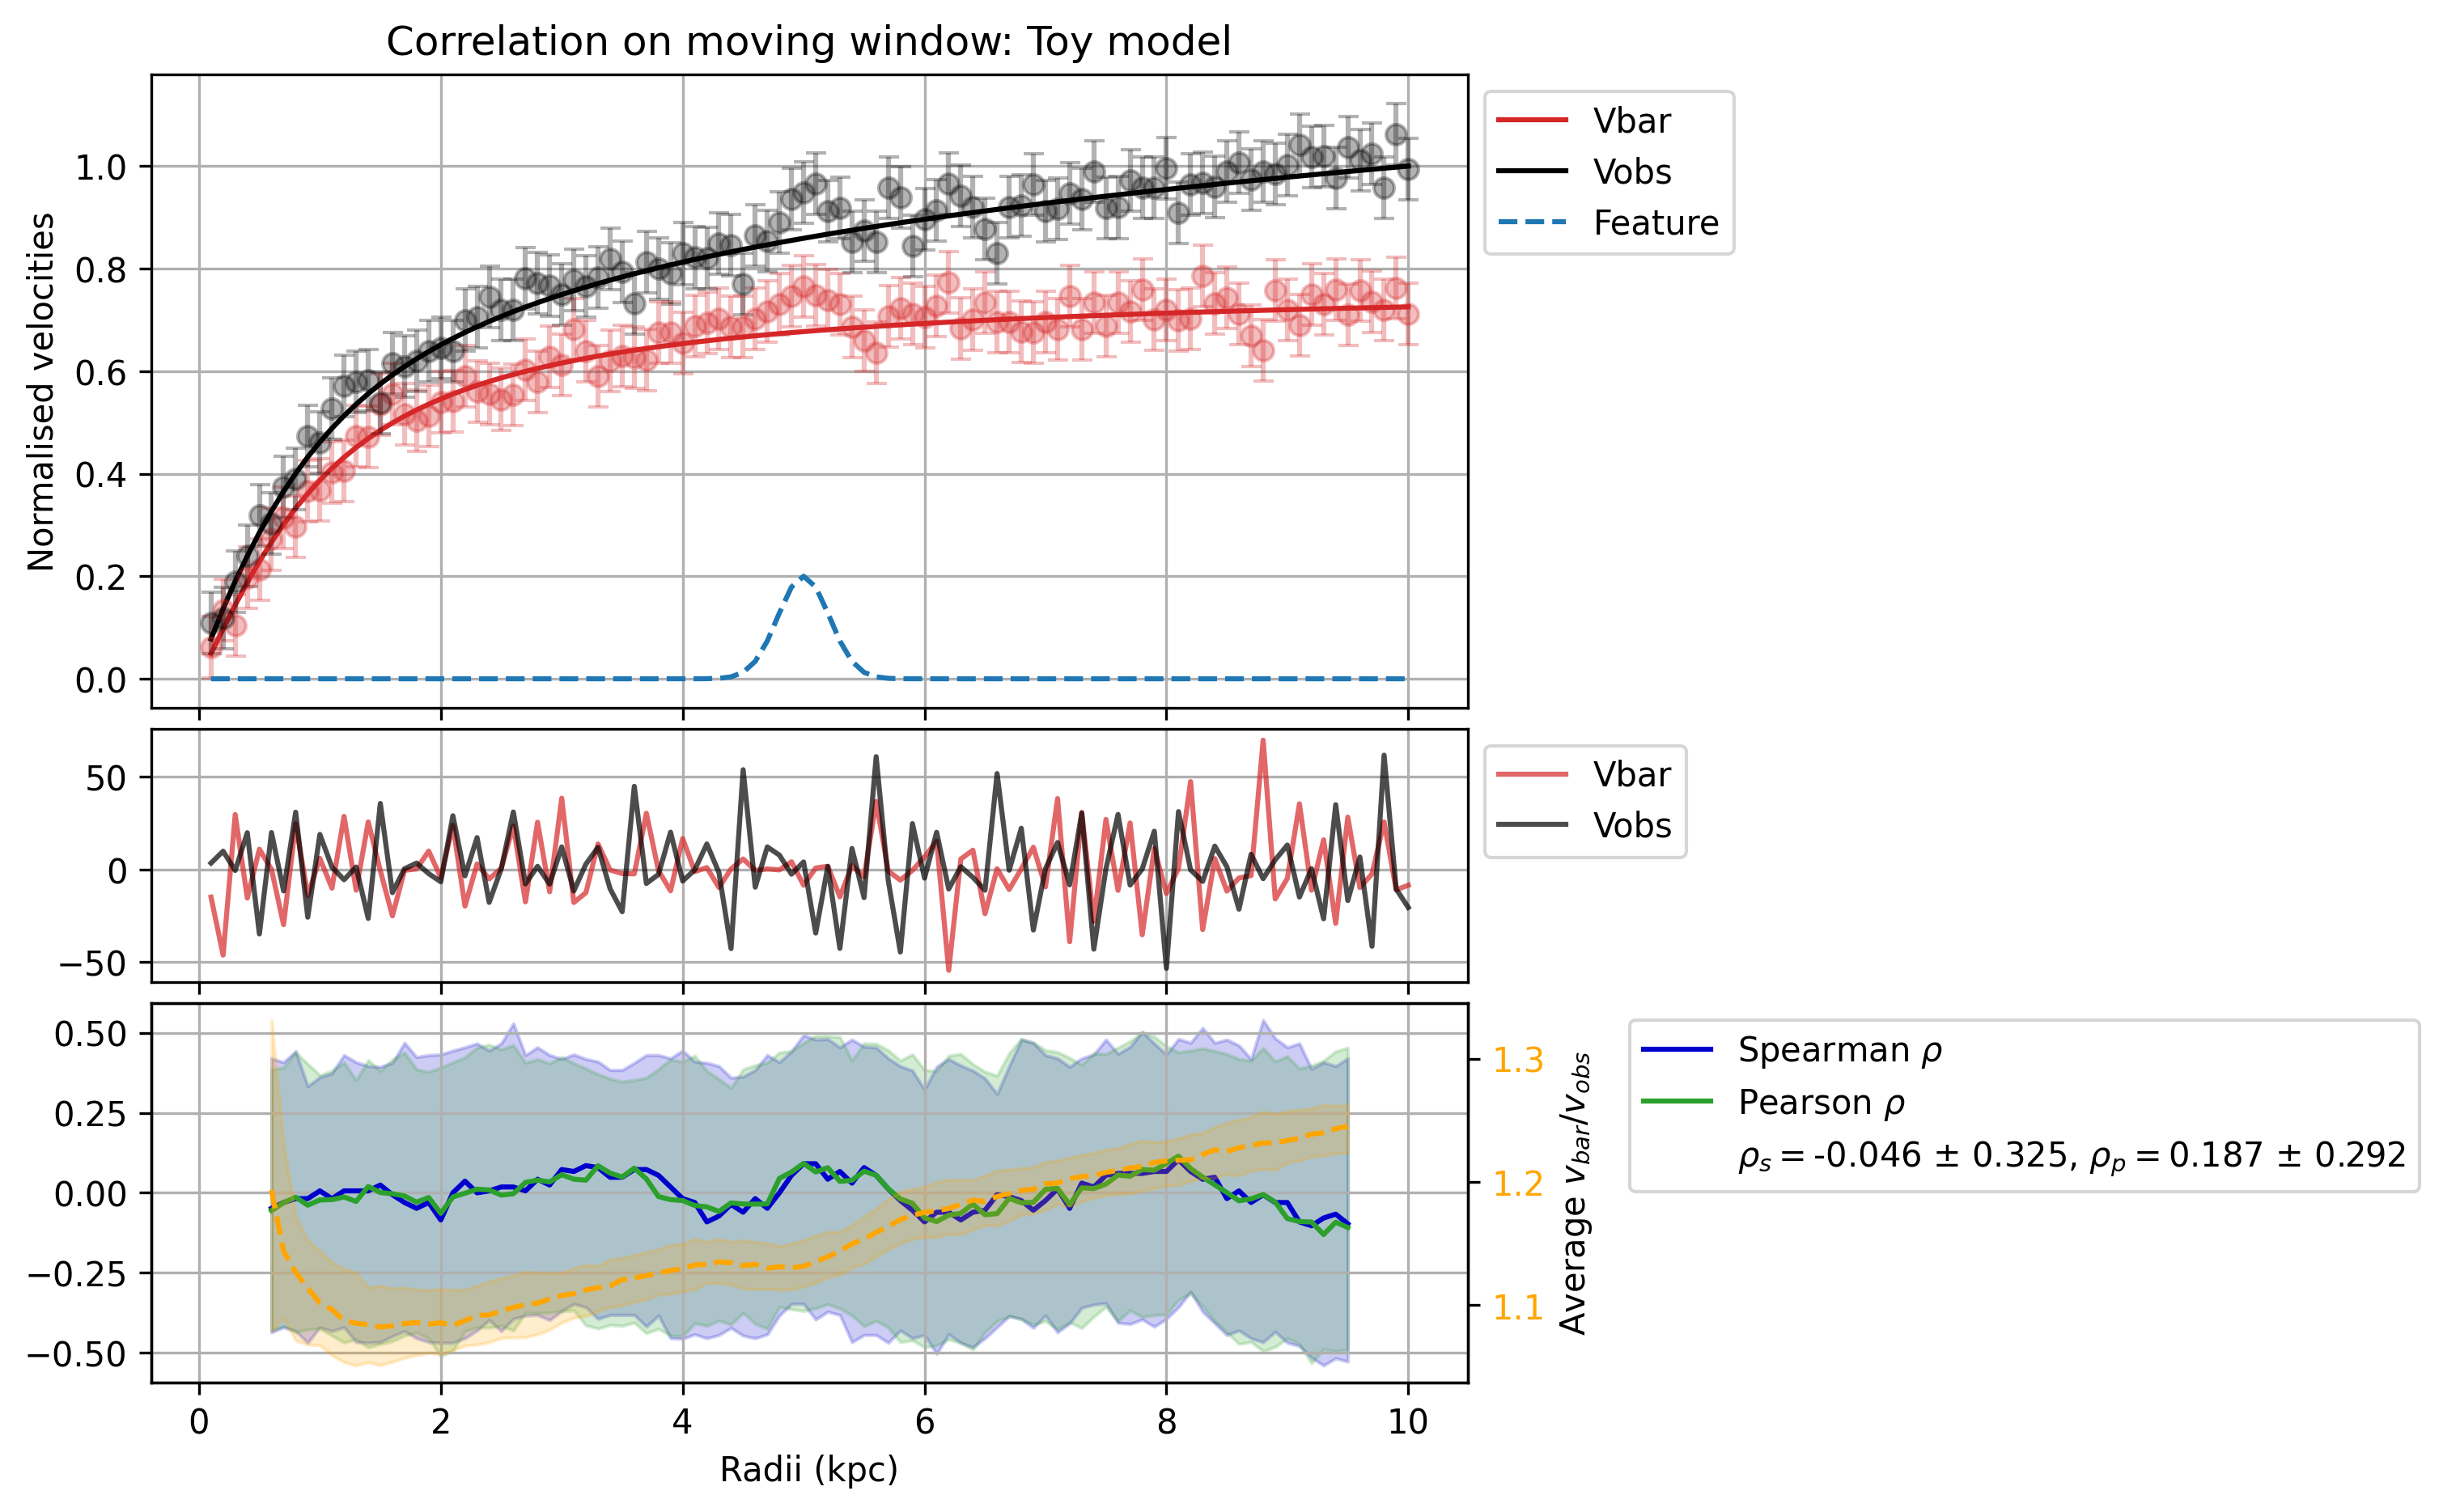 Correlation on moving window: Toy model
Normalised velocities
1.0
0.8
0.6
0.4
0.2
0.0
Vbar
Vobs
Feature
50
0
−50
Vbar
Vobs
0.50
0.25
0.00
−0.25
−0.50
1.3
1.2
1.1
Average v_bar/v_obs
Spearman ρ
Pearson ρ
ρ_s = -0.046 ± 0.325, ρ_p = 0.187 ± 0.292
0 2 4 6 8 10
Radii (kpc)